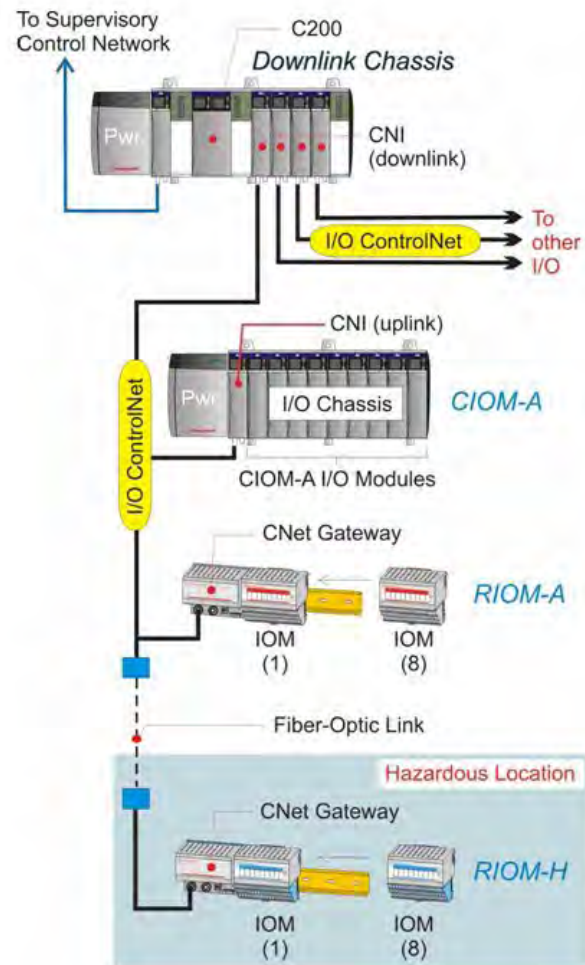 To Supervisory
Control Network
C200
Downlink Chassis
Pwr
CNI
(downlink)
To
I/O ControlNet
other
I/O
CNI (uplink)
Pwr
I/O Chassis
CIOM-A
I/O ControlNet
CIOM-A I/O Modules
CNet Gateway
RIOM-A
IOM
(1)
IOM
(8)
Fiber-Optic Link
Hazardous Location
CNet Gateway
RIOM-H
IOM
(1)
IOM
(8)